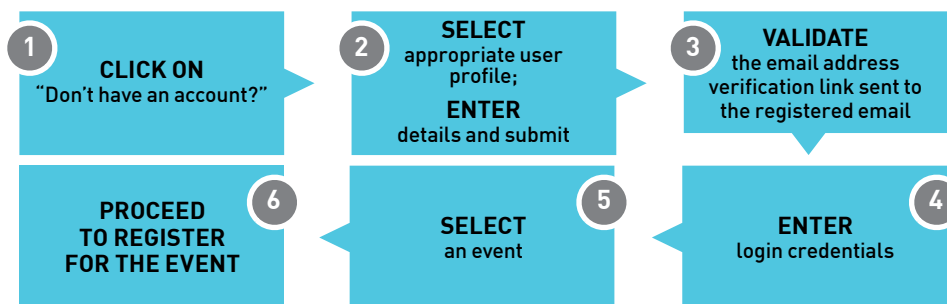 1
CLICK ON
“Don’t have an account?”
2
SELECT
appropriate user
profile;
ENTER
details and submit
3
VALIDATE
the email address
verification link sent to
the registered email
4
ENTER
login credentials
5
SELECT
an event
6
PROCEED
TO REGISTER
FOR THE EVENT